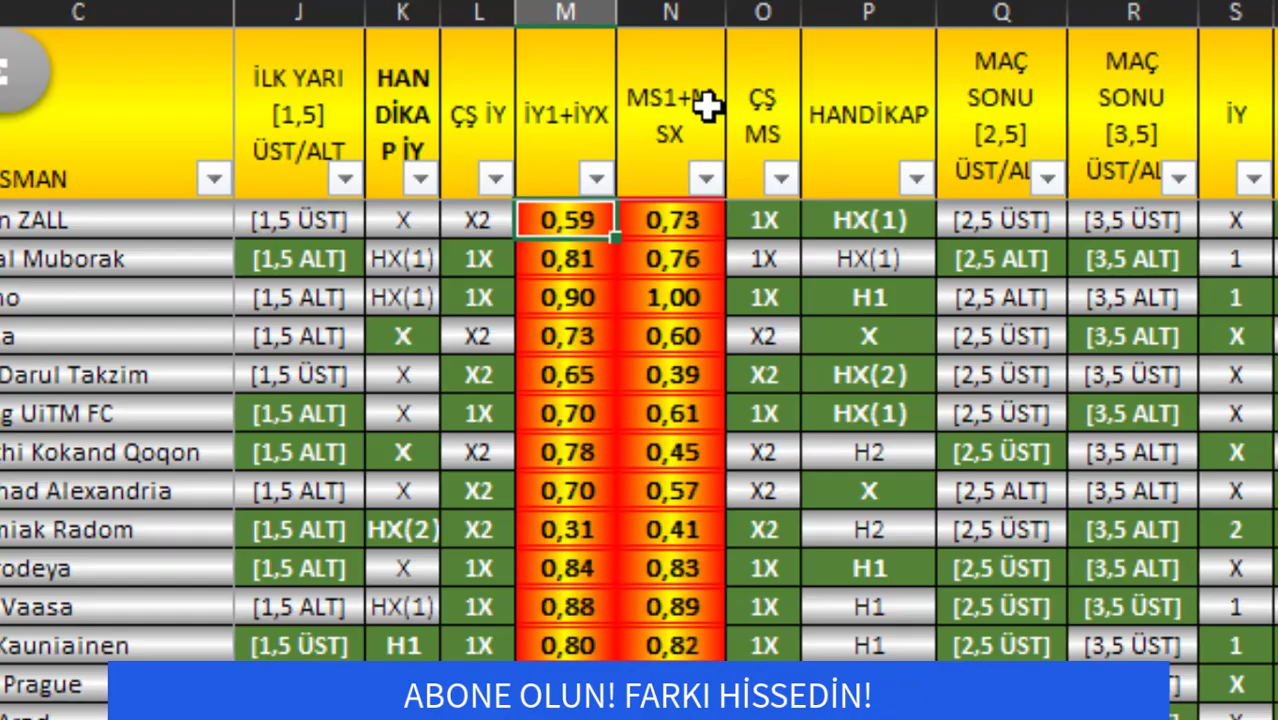 C J K L M N O P Q R S
İLK YARI [1,5] ÜST/ALT HANDİKAP İY ÇŞ İY İY1+İYX MS1+ SX ÇŞ MS HANDİKAP MAÇ SONU [2,5] ÜST/AL MAÇ SONU [3,5] ÜST/AL İY
SMAN
n ZALL [1,5 ÜST] X X2 0,59 0,73 1X HX(1) [2,5 ÜST] [3,5 ÜST] X
al Muborak [1,5 ALT] HX(1) 1X 0,81 0,76 1X HX(1) [2,5 ALT] [3,5 ALT] 1
no [1,5 ALT] HX(1) 1X 0,90 1,00 1X H1 [2,5 ALT] [3,5 ALT] 1
a [1,5 ALT] X X2 0,73 0,60 X2 X [2,5 ÜST] [3,5 ALT] X
Darul Takzim [1,5 ÜST] X X2 0,65 0,39 X2 HX(2) [2,5 ÜST] [3,5 ÜST] X
g UiTM FC [1,5 ALT] X 1X 0,70 0,61 1X HX(1) [2,5 ÜST] [3,5 ALT] X
hi Kokand Qoqon [1,5 ALT] X X2 0,78 0,45 X2 H2 [2,5 ÜST] [3,5 ALT] X
had Alexandria [1,5 ALT] X X2 0,70 0,57 X2 X [2,5 ALT] [3,5 ALT] X
miak Radom [1,5 ALT] HX(2) X2 0,31 0,41 X2 H2 [2,5 ÜST] [3,5 ALT] 2
rodeya [1,5 ALT] X 1X 0,84 0,83 1X H1 [2,5 ÜST] [3,5 ALT] X
Vaasa [1,5 ALT] HX(1) 1X 0,88 0,89 1X H1 [2,5 ÜST] [3,5 ÜST] 1
Kauniainen [1,5 ÜST] H1 1X 0,80 0,82 1X H1 [2,5 ÜST] [3,5 ÜST] 1
Prague X
ABONE OLUN! FARKI HİSSEDİN!